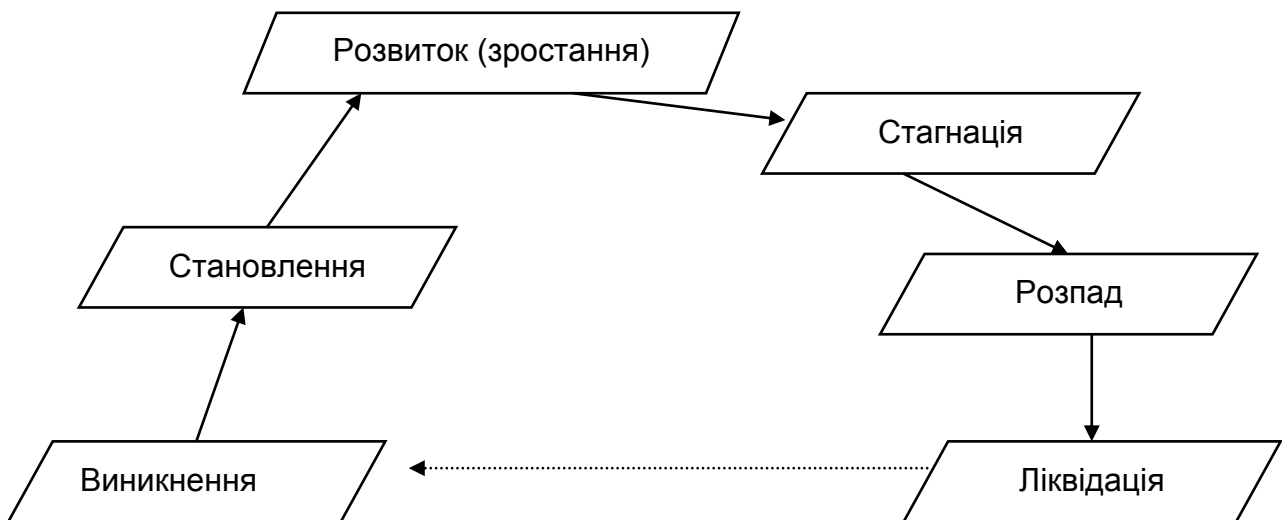 Розвиток (зростання)
Стагнація
Становлення
Розпад
Виникнення
Ліквідація